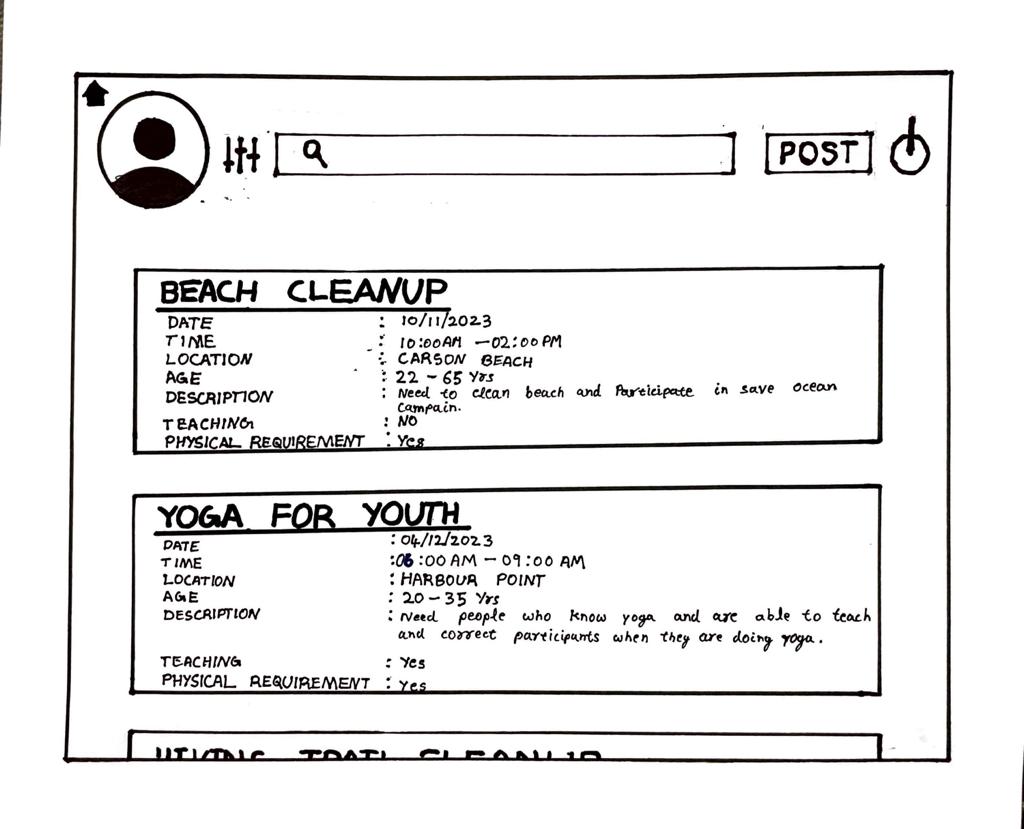 POST
BEACH CLEANUP
DATE : 10/11/2023
TIME : 10:00AM - 02:00PM
LOCATION : CARSON BEACH
AGE : 22 - 65 Yrs
DESCRIPTION : Need to clean beach and Participate in save ocean
campain.
TEACHING : NO
PHYSICAL REQUIREMENT : Yes
YOGA FOR YOUTH
DATE : 04/12/2023
TIME : 06:00 AM - 09:00 AM
LOCATION : HARBOUR POINT
AGE : 20 - 35 Yrs
DESCRIPTION : Need people who know yoga and are able to teach
and correct participants when they are doing yoga.
TEACHING : Yes
PHYSICAL REQUIREMENT : Yes
HIKING TRAIL CLEANUP